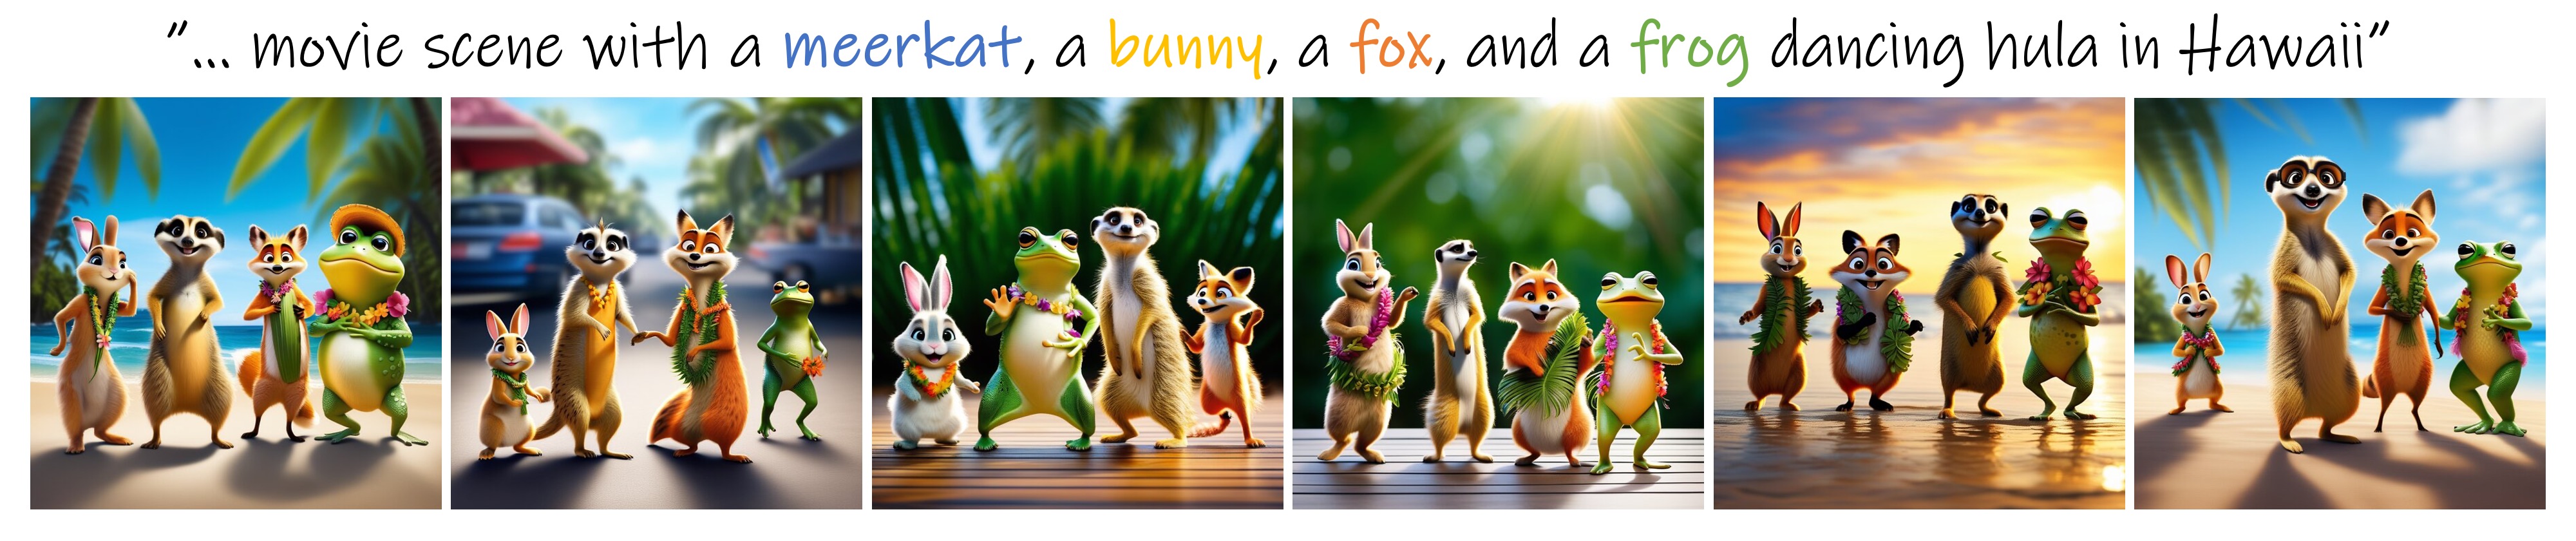 "... movie scene with a meerkat, a bunny, a fox, and a frog dancing hula in Hawaii"